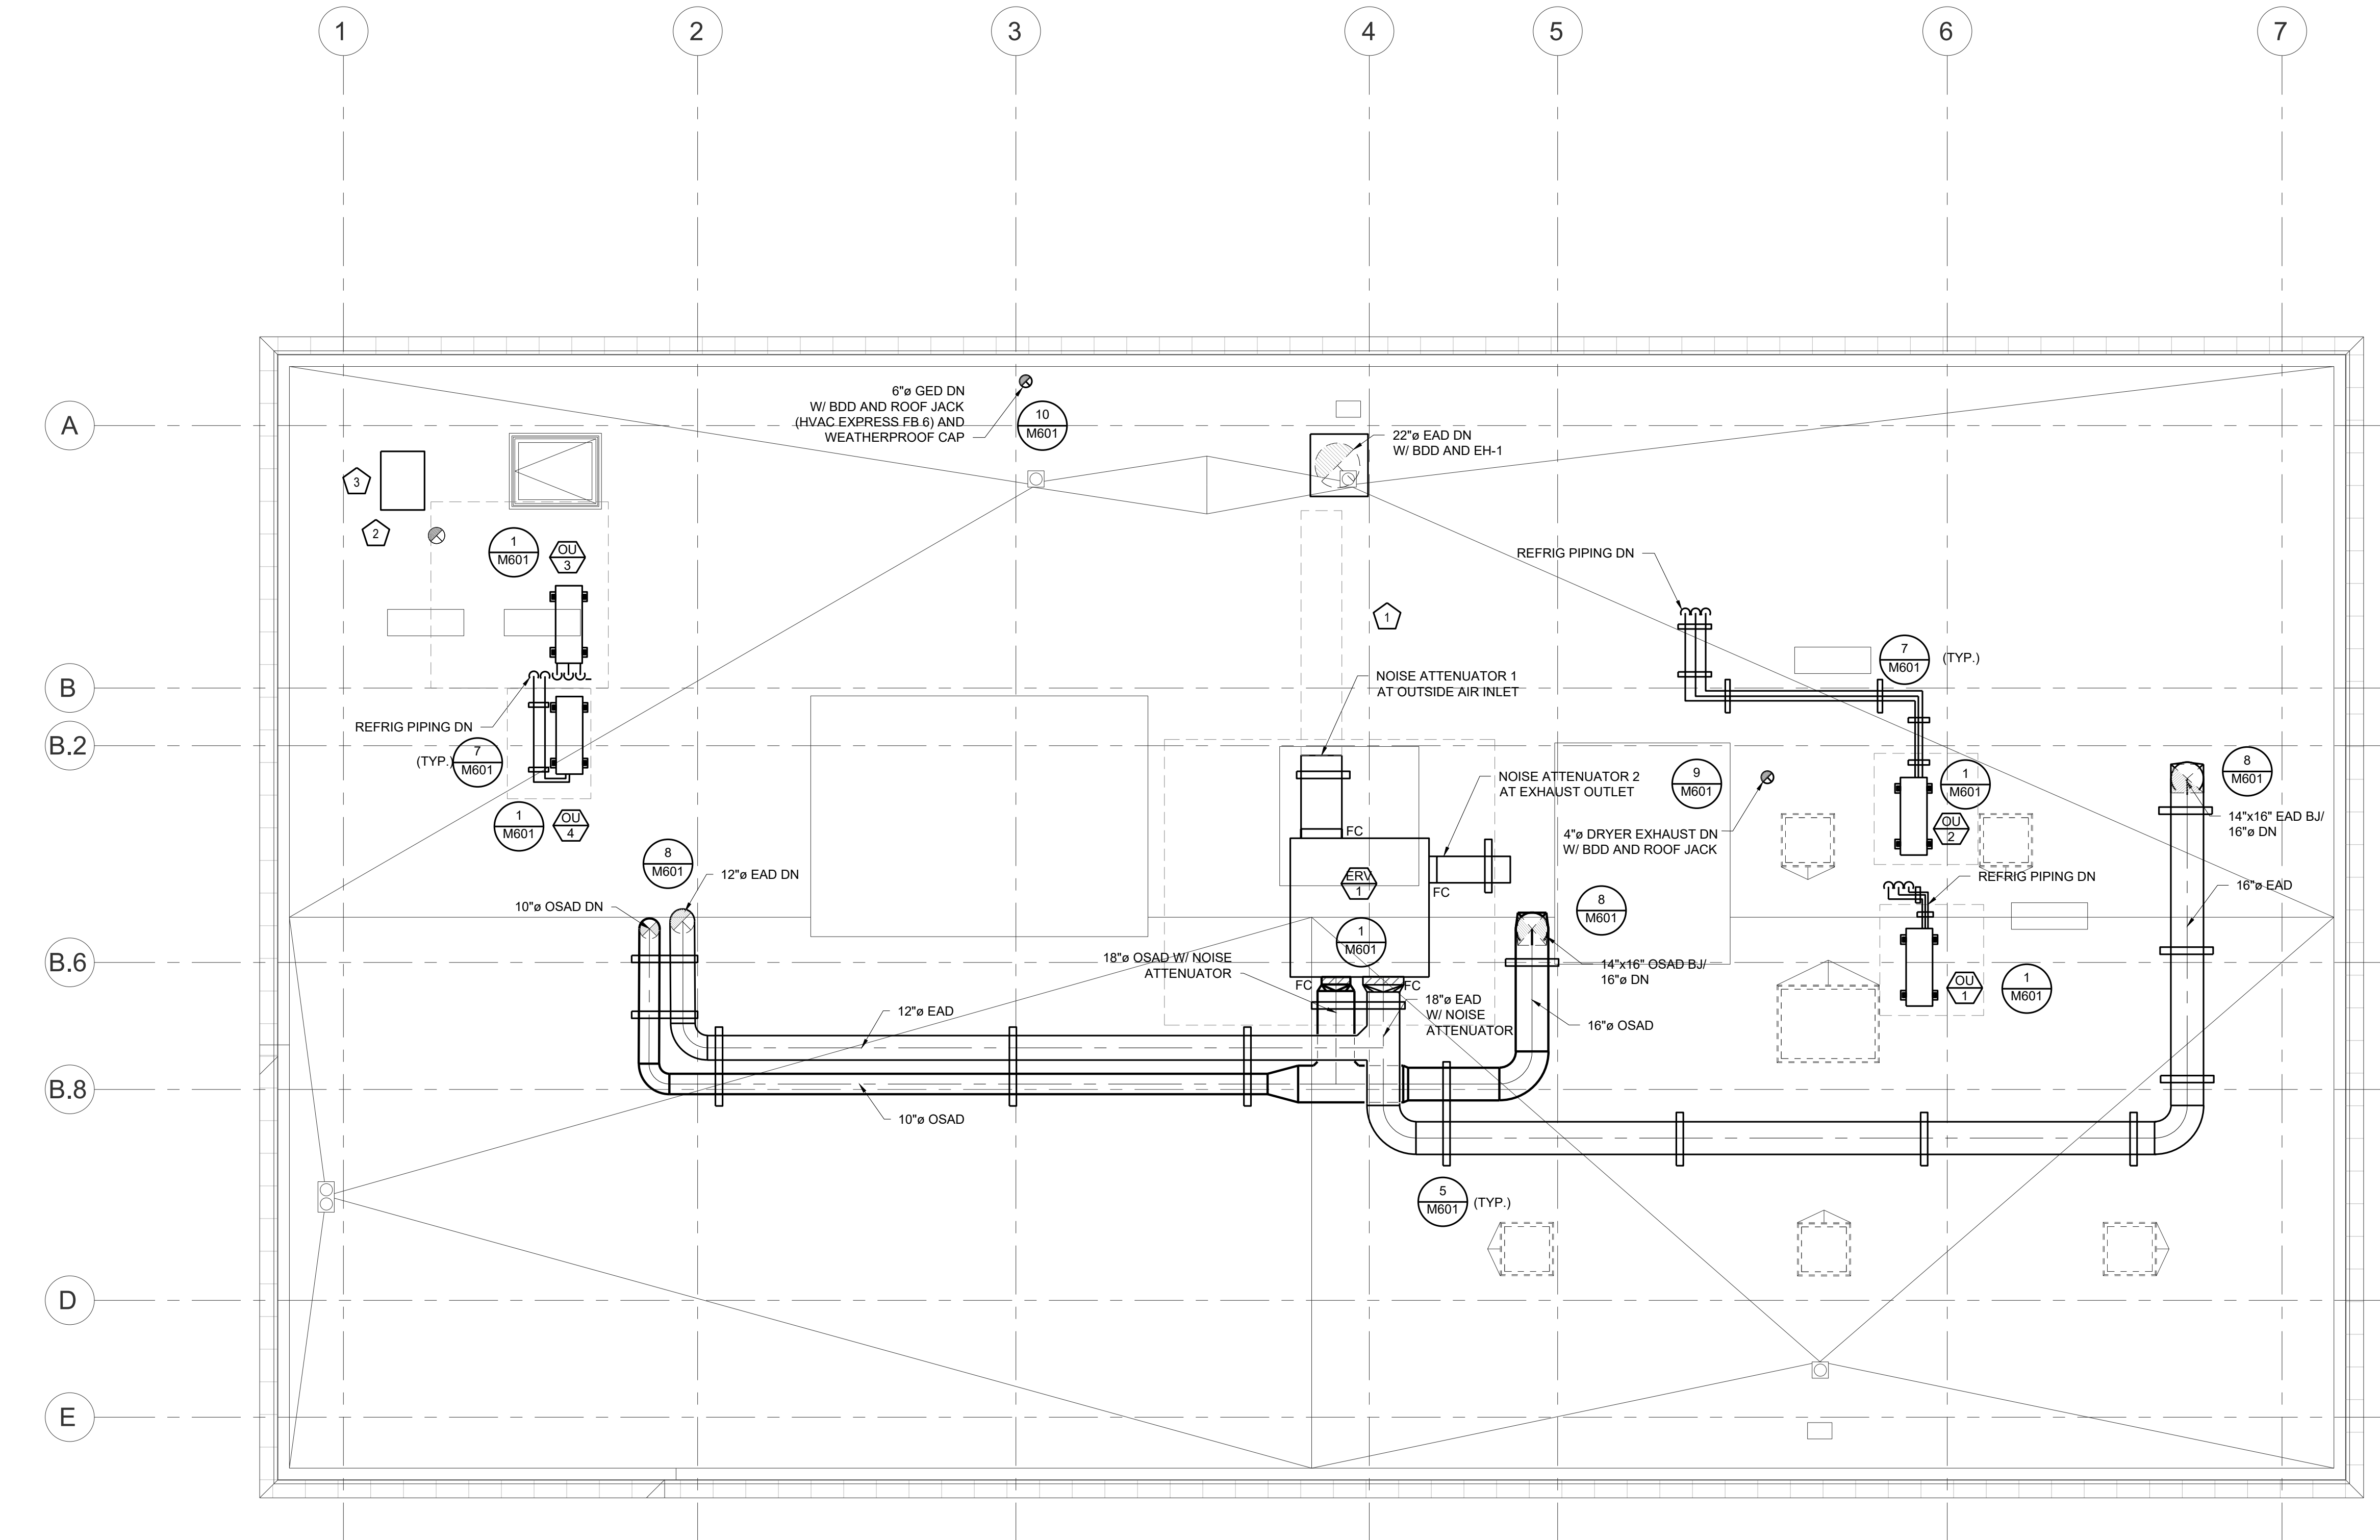 1
2
3
4
5
6
7
A
B
B.2
B.6
B.8
D
E
6"ø GED DN
W/ BDD AND ROOF JACK
(HVAC EXPRESS FB 6) AND
WEATHERPROOF CAP
10
M601
22"ø EAD DN
W/ BDD AND EH-1
3
2
1
M601
OU
3
REFRIG PIPING DN
1
7
M601
(TYP.)
NOISE ATTENUATOR 1
AT OUTSIDE AIR INLET
REFRIG PIPING DN
(TYP.)
7
M601
1
M601
OU
4
NOISE ATTENUATOR 2
AT EXHAUST OUTLET
9
M601
4"ø DRYER EXHAUST DN
W/ BDD AND ROOF JACK
1
M601
OU
2
8
M601
14"x16" EAD BJ/
16"ø DN
FC
FC
ERV
1
1
M601
8
M601
12"ø EAD DN
10"ø OSAD DN
8
M601
REFRIG PIPING DN
16"ø EAD
18"ø OSAD W/ NOISE
ATTENUATOR
FC
FC
14"x16" OSAD BJ/
16"ø DN
OU
1
1
M601
18"ø EAD
W/ NOISE
ATTENUATOR
16"ø OSAD
12"ø EAD
10"ø OSAD
5
M601
(TYP.)